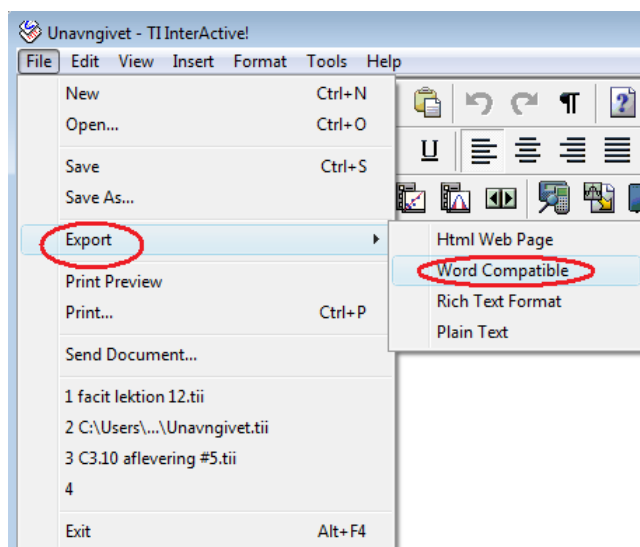 Unavngivet - TI InterActive!
File Edit View Insert Format Tools Help
New Ctrl+N
Open... Ctrl+O
Save Ctrl+S
Save As...
Export
Print Preview
Print... Ctrl+P
Send Document...
1 facit lektion 12.tii
2 C:\Users\...\Unavngivet.tii
3 C3.10 aflevering #5.tii
4
Exit Alt+F4
U
Html Web Page
Word Compatible
Rich Text Format
Plain Text